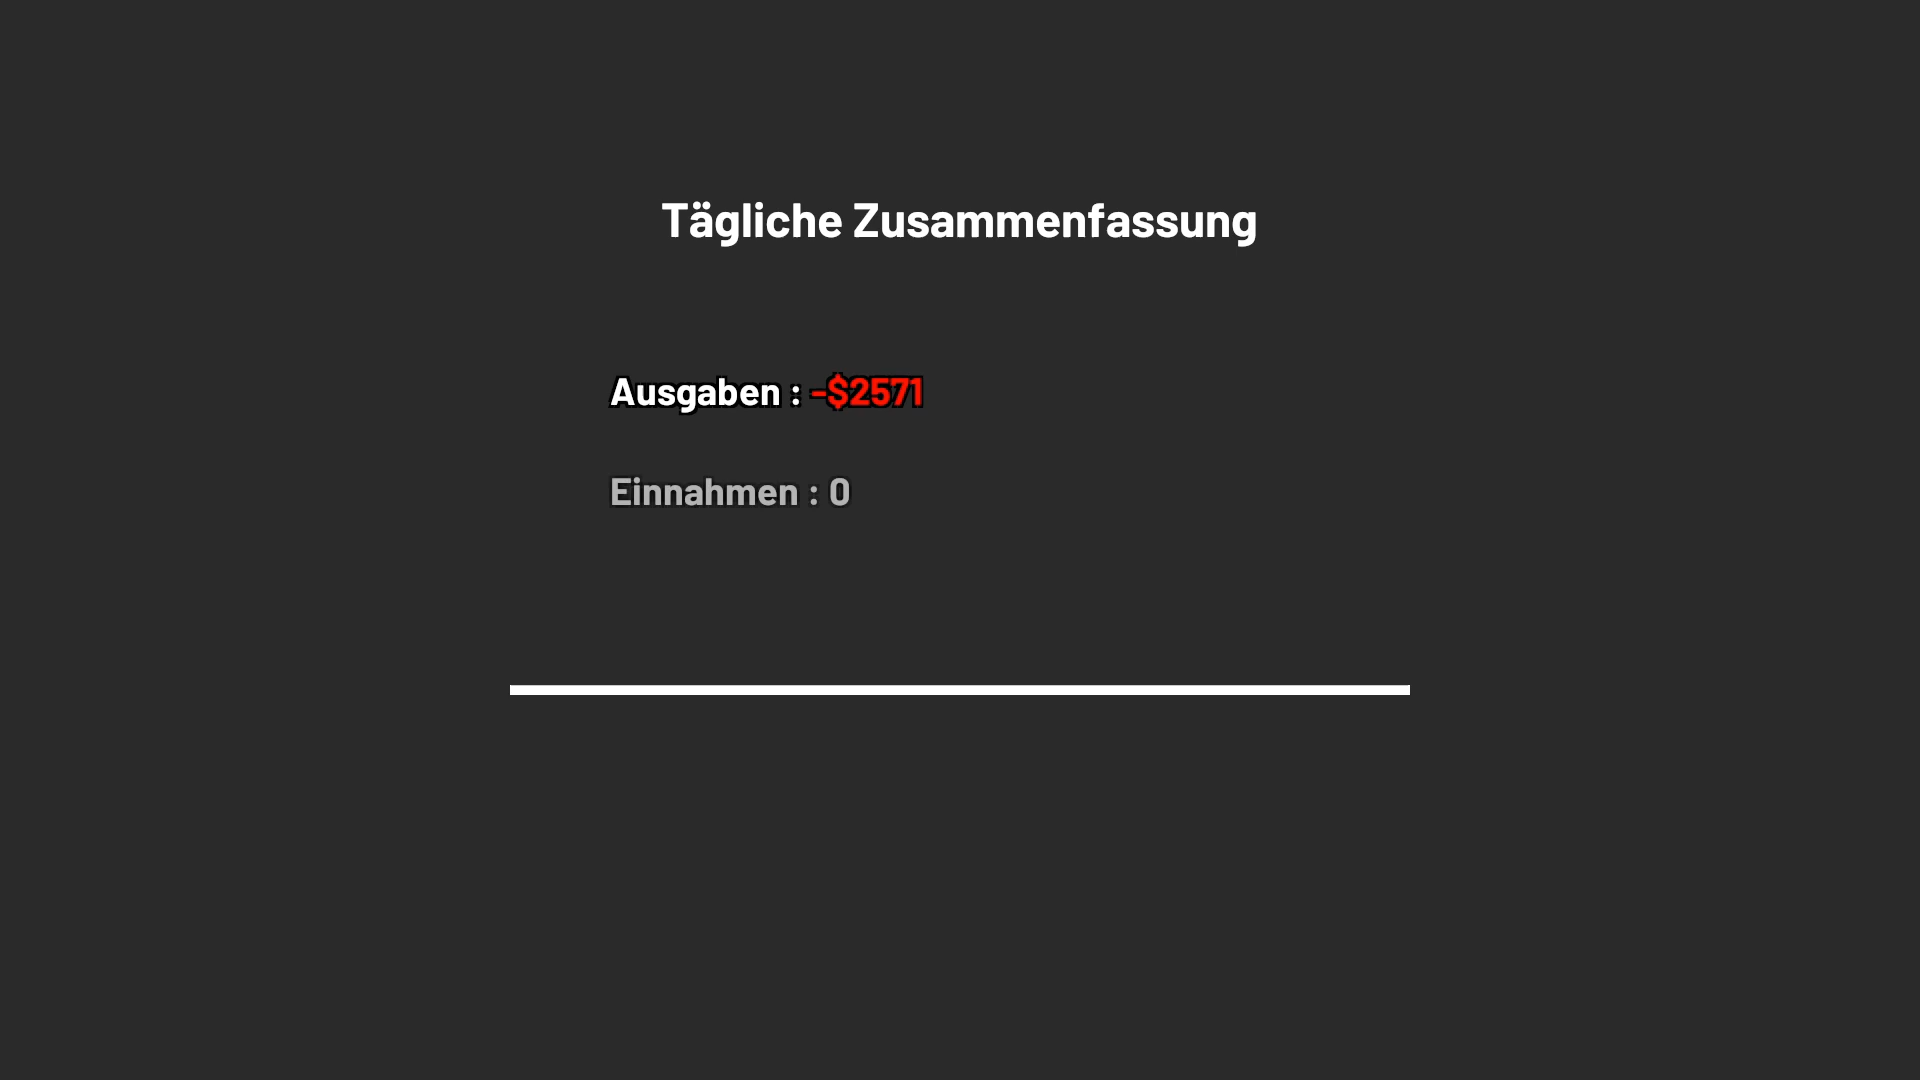 Tägliche Zusammenfassung
Ausgaben : -$2571
Einnahmen : 0